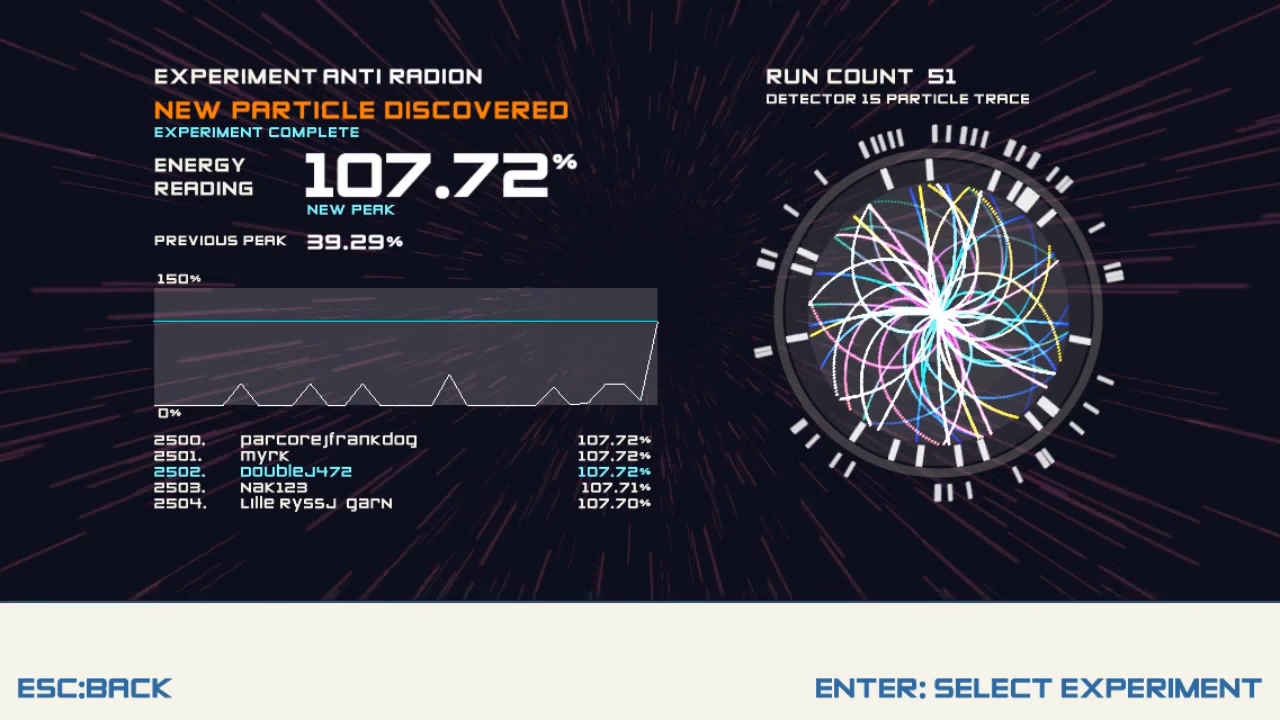 EXPERIMENT ANTI RADION
NEW PARTICLE DISCOVERED
EXPERIMENT COMPLETE
ENERGY READING 107.72%
NEW PEAK
PREVIOUS PEAK 39.29%
150%
0%
2500. parcorejfrankdog 107.72%
2501. myrk 107.72%
2502. DOUBLEJ472 107.72%
2503. NAK123 107.71%
2504. Lille Ryssj garn 107.70%
RUN COUNT 51
DETECTOR 15 PARTICLE TRACE
ESC:BACK
ENTER: SELECT EXPERIMENT